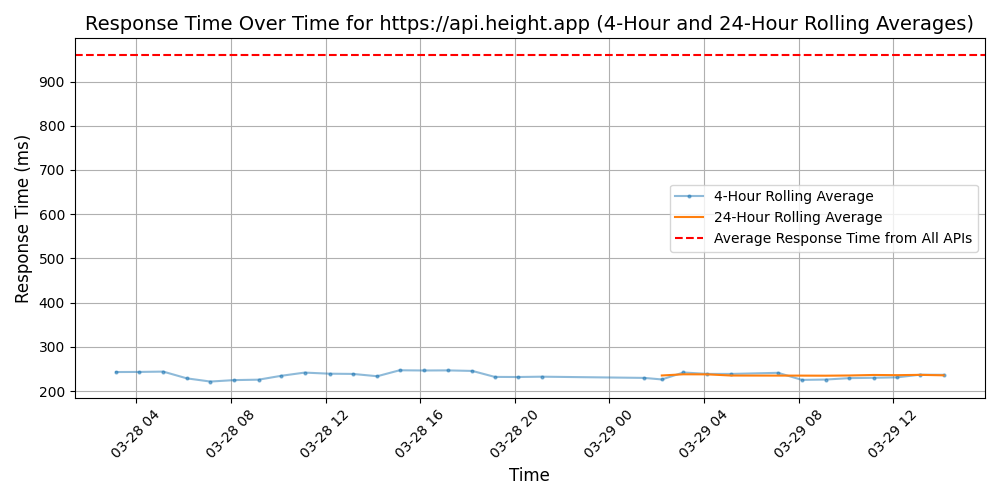 Response Time Over Time for https://api.height.app (4-Hour and 24-Hour Rolling Averages)
Response Time (ms)
900
800
700
600
500
400
300
200
4-Hour Rolling Average
24-Hour Rolling Average
Average Response Time from All APIs
03-28 04
03-28 08
03-28 12
03-28 16
03-28 20
03-29 00
03-29 04
03-29 08
03-29 12
Time